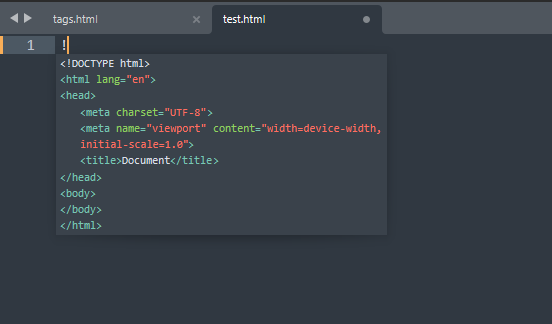 tags.html
test.html
1 !
<!DOCTYPE html>
<html lang="en">
<head>
<meta charset="UTF-8">
<meta name="viewport" content="width=device-width,
initial-scale=1.0">
<title>Document</title>
</head>
<body>
</body>
</html>